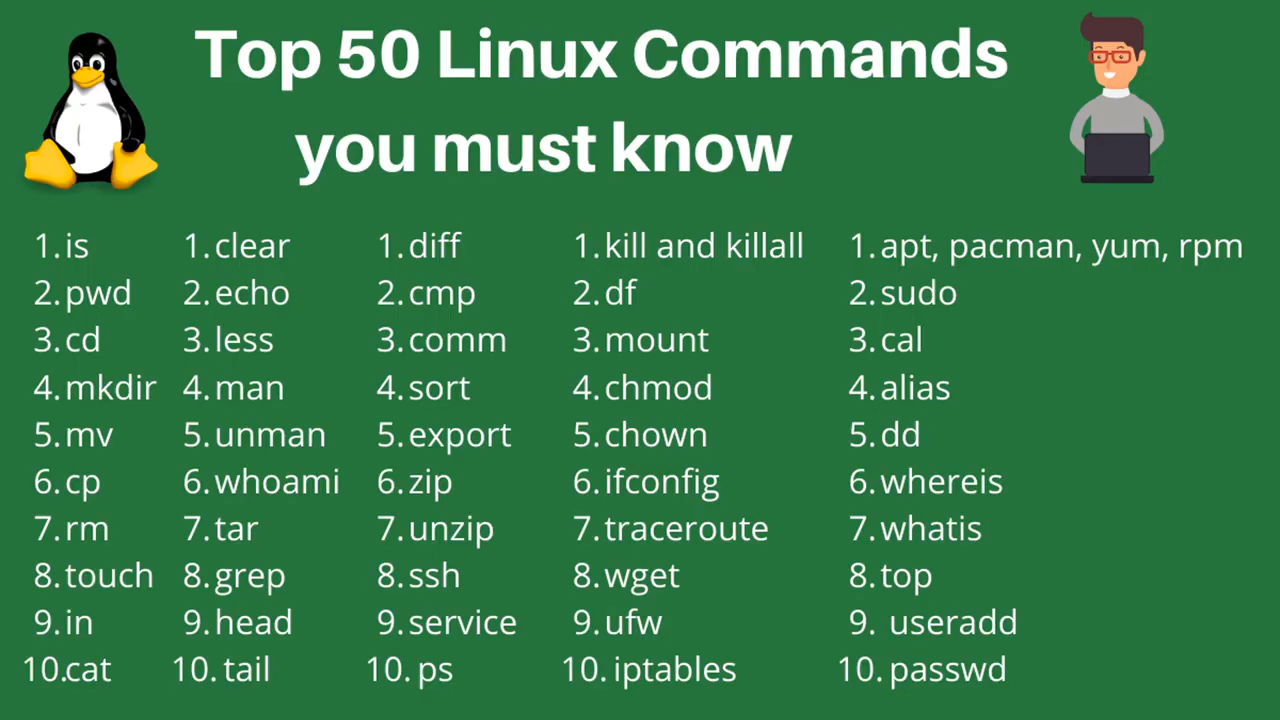 Top 50 Linux Commands
you must know
1. is
2. pwd
3. cd
4. mkdir
5. mv
6. cp
7. rm
8. touch
9. in
10. cat
1. clear
2. echo
3. less
4. man
5. unman
6. whoami
7. tar
8. grep
9. head
10. tail
1. diff
2. cmp
3. comm
4. sort
5. export
6. zip
7. unzip
8. ssh
9. service
10. ps
1. kill and killall
2. df
3. mount
4. chmod
5. chown
6. ifconfig
7. traceroute
8. wget
9. ufw
10. iptables
1. apt, pacman, yum, rpm
2. sudo
3. cal
4. alias
5. dd
6. whereis
7. whatis
8. top
9. useradd
10. passwd